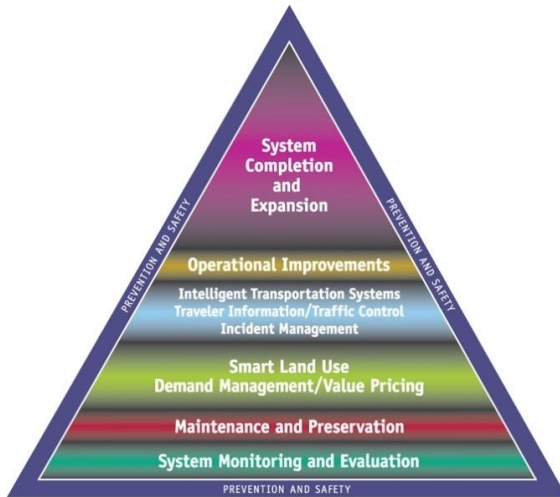 System
Completion
and
Expansion
PREVENTION AND SAFETY
PREVENTION AND SAFETY
Operational Improvements
Intelligent Transportation Systems
Traveler Information/Traffic Control
Incident Management
Smart Land Use
Demand Management/Value Pricing
Maintenance and Preservation
System Monitoring and Evaluation
PREVENTION AND SAFETY